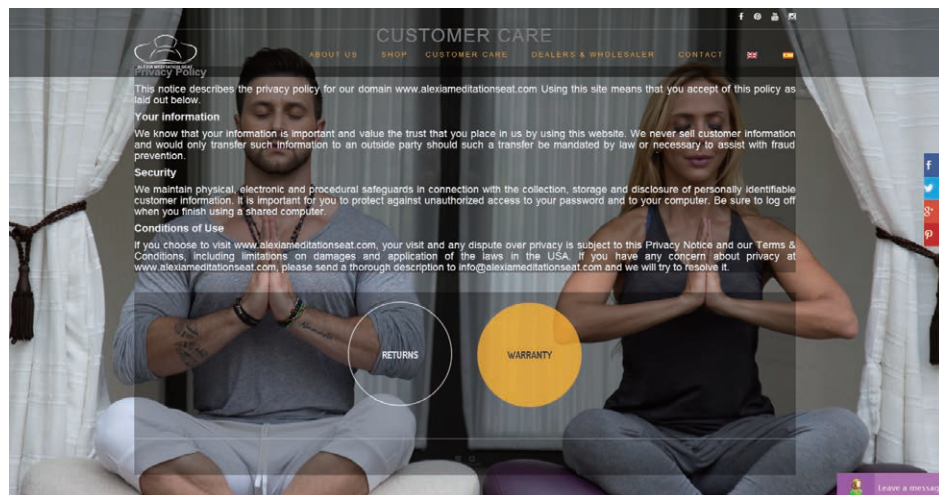 CUSTOMER CARE
ABOUT US SHOP CUSTOMER CARE DEALERS & WHOLESALER CONTACT
ALEXIA MEDITATION SEAT
Privacy Policy
This notice describes the privacy policy for our domain www.alexiameditationseat.com Using this site means that you accept of this policy as
laid out below.
Your information
We know that your information is important and value the trust that you place in us by using this website. We never sell customer information
and would only transfer such information to an outside party should such a transfer be mandated by law or necessary to assist with fraud
prevention.
Security
We maintain physical, electronic and procedural safeguards in connection with the collection, storage and disclosure of personally identifiable
customer information. It is important for you to protect against unauthorized access to your password and to your computer. Be sure to log off
when you finish using a shared computer.
Conditions of Use
If you choose to visit www.alexiameditationseat.com, your visit and any dispute over privacy is subject to this Privacy Notice and our Terms &
Conditions, including limitations on damages and application of the laws in the USA. If you have any concern about privacy at
www.alexiameditationseat.com, please send a thorough description to info@alexiameditationseat.com and we will try to resolve it.
RETURNS
WARRANTY
Leave a messag